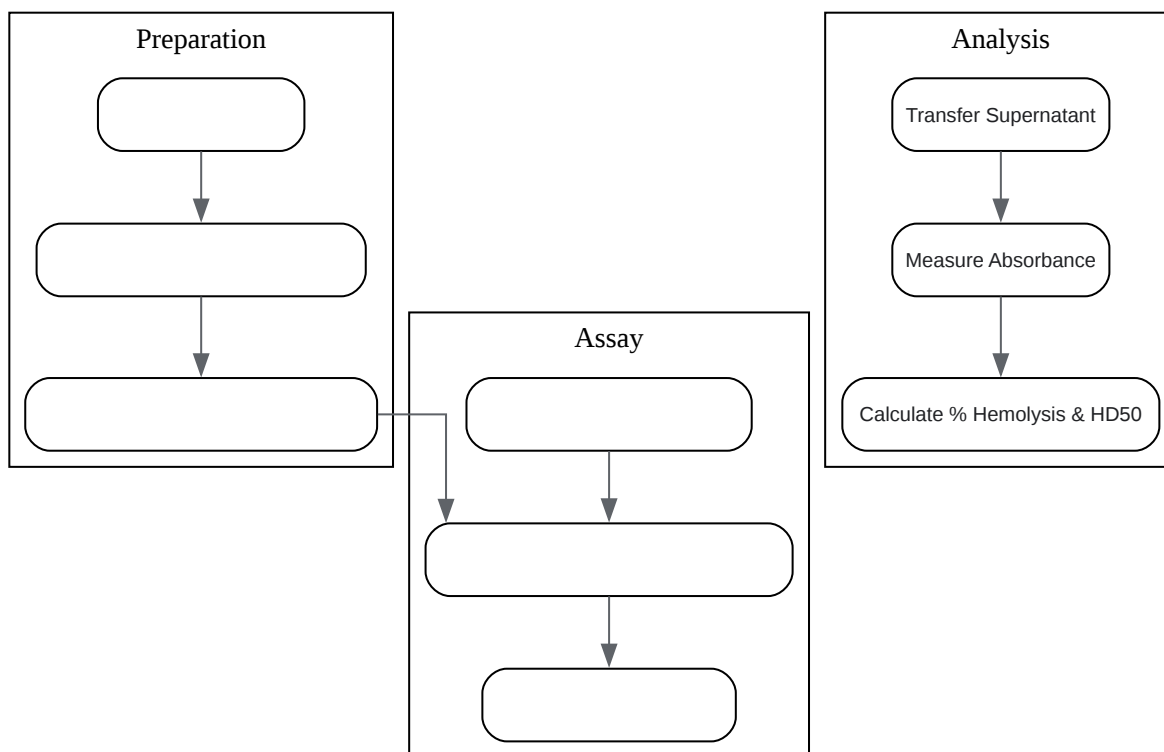 Preparation
Assay
Analysis
Transfer Supernatant
Measure Absorbance
Calculate % Hemolysis & HD50